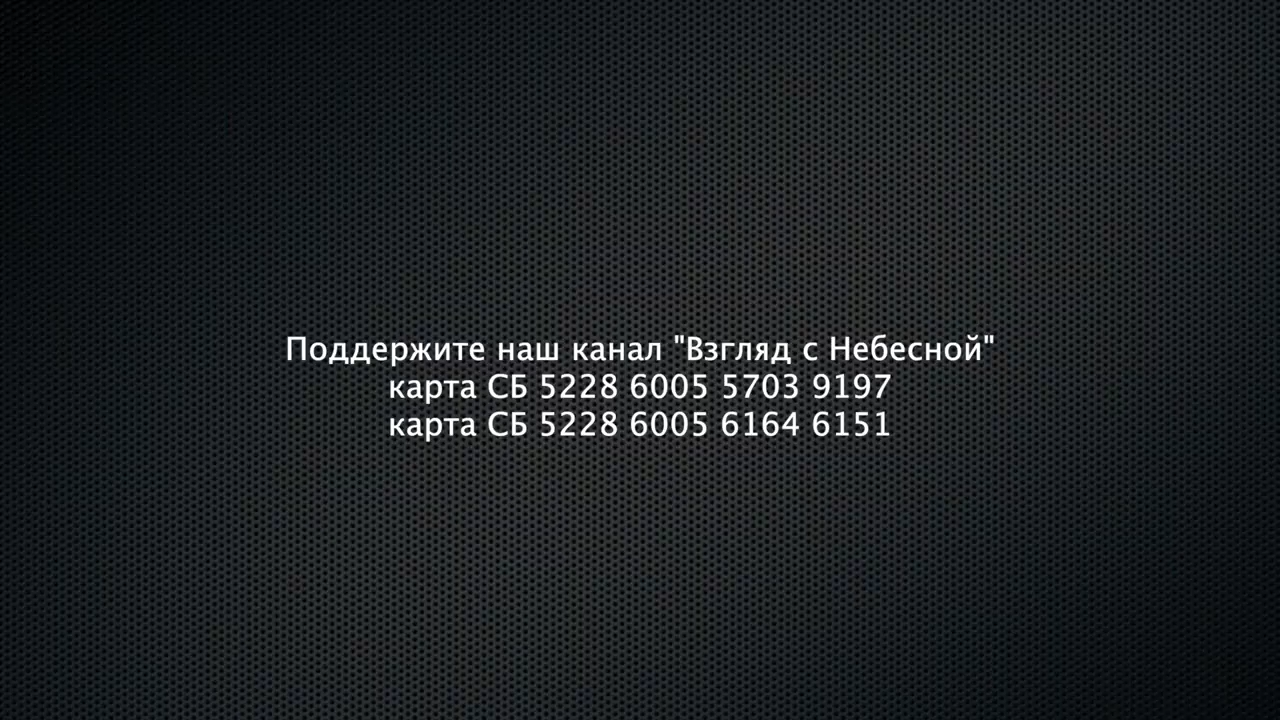 Поддержите наш канал "Взгляд с Небесной"
карта СБ 5228 6005 5703 9197
карта СБ 5228 6005 6164 6151